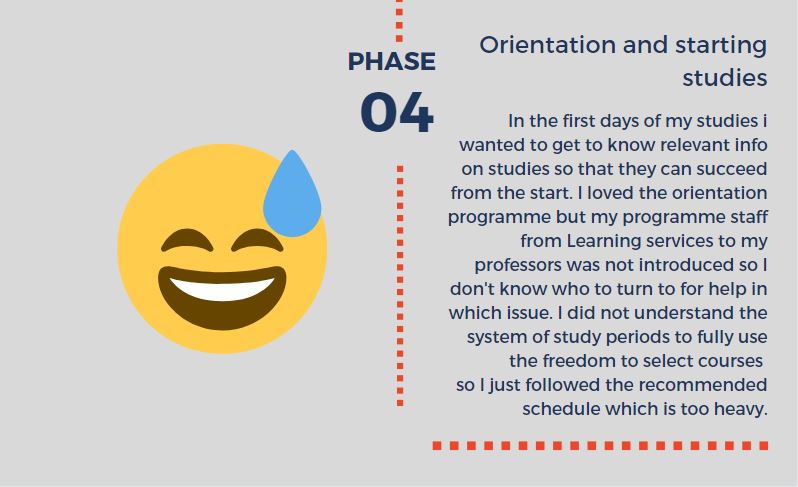 PHASE
04
Orientation and starting
studies
In the first days of my studies i
wanted to get to know relevant info
on studies so that they can succeed
from the start. I loved the orientation
programme but my programme staff
from Learning services to my
professors was not introduced so I
don't know who to turn to for help in
which issue. I did not understand the
system of study periods to fully use
the freedom to select courses
so I just followed the recommended
schedule which is too heavy.